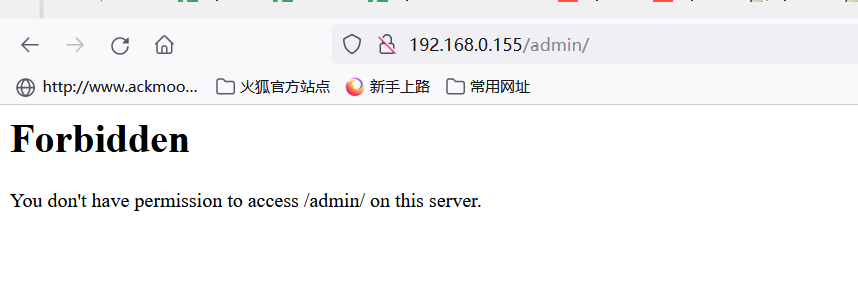 192.168.0.155/admin/
http://www.ackmoo... 火狐官方站点 新手上路 常用网址
Forbidden
You don't have permission to access /admin/ on this server.